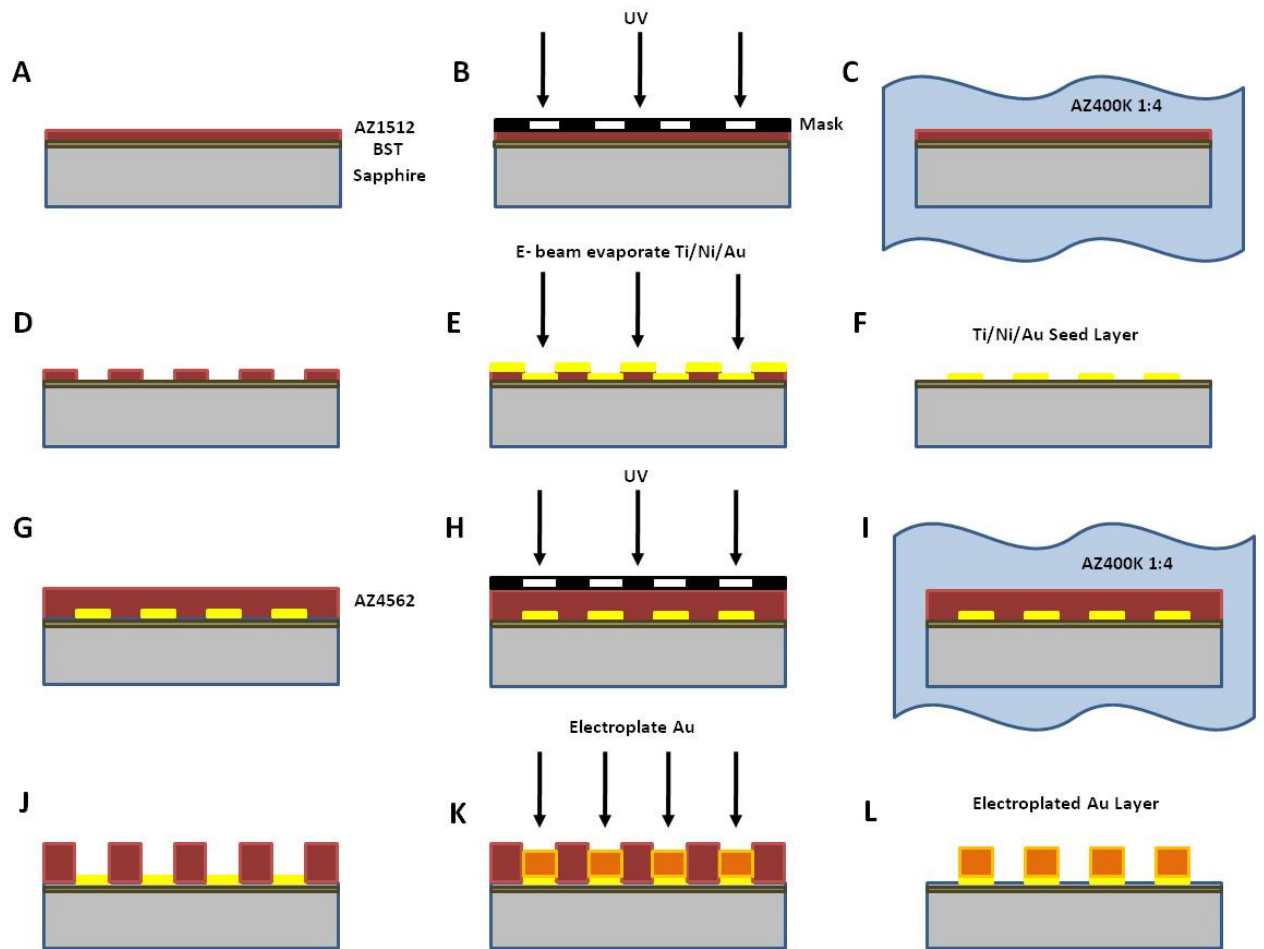 UV
A
B
C
AZ1512
BST
Sapphire
Mask
AZ400K 1:4
E- beam evaporate Ti/Ni/Au
D
E
F
Ti/Ni/Au Seed Layer
UV
G
H
I
AZ4562
AZ400K 1:4
Electroplate Au
J
K
L
Electroplated Au Layer